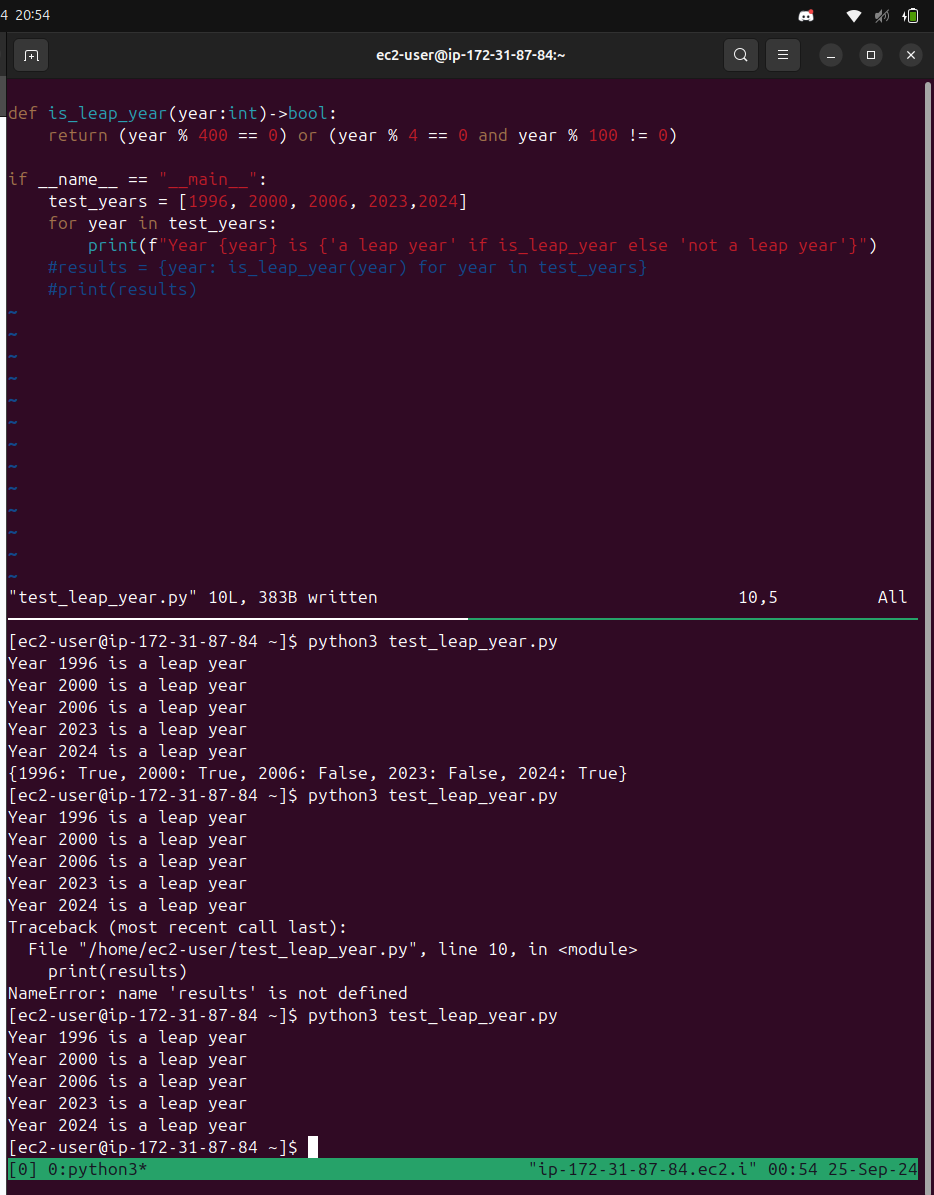 4 20:54
ec2-user@ip-172-31-87-84:~
def is_leap_year(year:int)->bool:
    return (year % 400 == 0) or (year % 4 == 0 and year % 100 != 0)
if __name__ == "__main__":
    test_years = [1996, 2000, 2006, 2023,2024]
    for year in test_years:
        print(f"Year {year} is {'a leap year' if is_leap_year else 'not a leap year'}")
    #results = {year: is_leap_year(year) for year in test_years}
    #print(results)
~
~
~
~
~
~
~
~
~
~
~
~
~
"test_leap_year.py" 10L, 383B written 10,5 All
[ec2-user@ip-172-31-87-84 ~]$ python3 test_leap_year.py
Year 1996 is a leap year
Year 2000 is a leap year
Year 2006 is a leap year
Year 2023 is a leap year
Year 2024 is a leap year
{1996: True, 2000: True, 2006: False, 2023: False, 2024: True}
[ec2-user@ip-172-31-87-84 ~]$ python3 test_leap_year.py
Year 1996 is a leap year
Year 2000 is a leap year
Year 2006 is a leap year
Year 2023 is a leap year
Year 2024 is a leap year
Traceback (most recent call last):
  File "/home/ec2-user/test_leap_year.py", line 10, in <module>
    print(results)
NameError: name 'results' is not defined
[ec2-user@ip-172-31-87-84 ~]$ python3 test_leap_year.py
Year 1996 is a leap year
Year 2000 is a leap year
Year 2006 is a leap year
Year 2023 is a leap year
Year 2024 is a leap year
[ec2-user@ip-172-31-87-84 ~]$
[0] 0:python3* "ip-172-31-87-84.ec2.i" 00:54 25-Sep-24